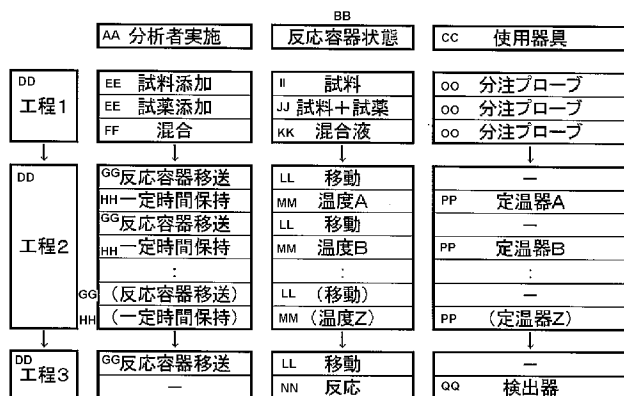 BB
AA 分析者実施 反応容器状態 CC 使用器具
DD 工程1
EE 試料添加 II 試料 OO 分注プローブ
EE 試薬添加 JJ 試料＋試薬 OO 分注プローブ
FF 混合 KK 混合液 OO 分注プローブ
↓ ↓ ↓ ↓
DD 工程2
GG 反応容器移送 LL 移動 ー
HH 一定時間保持 MM 温度A PP 定温器A
GG 反応容器移送 LL 移動 ー
HH 一定時間保持 MM 温度B PP 定温器B
: : :
GG (反応容器移送) LL (移動) ー
HH (一定時間保持) MM (温度Z) PP (定温器Z)
↓ ↓ ↓ ↓
DD 工程3
GG 反応容器移送 LL 移動 ー
ー NN 反応 QQ 検出器